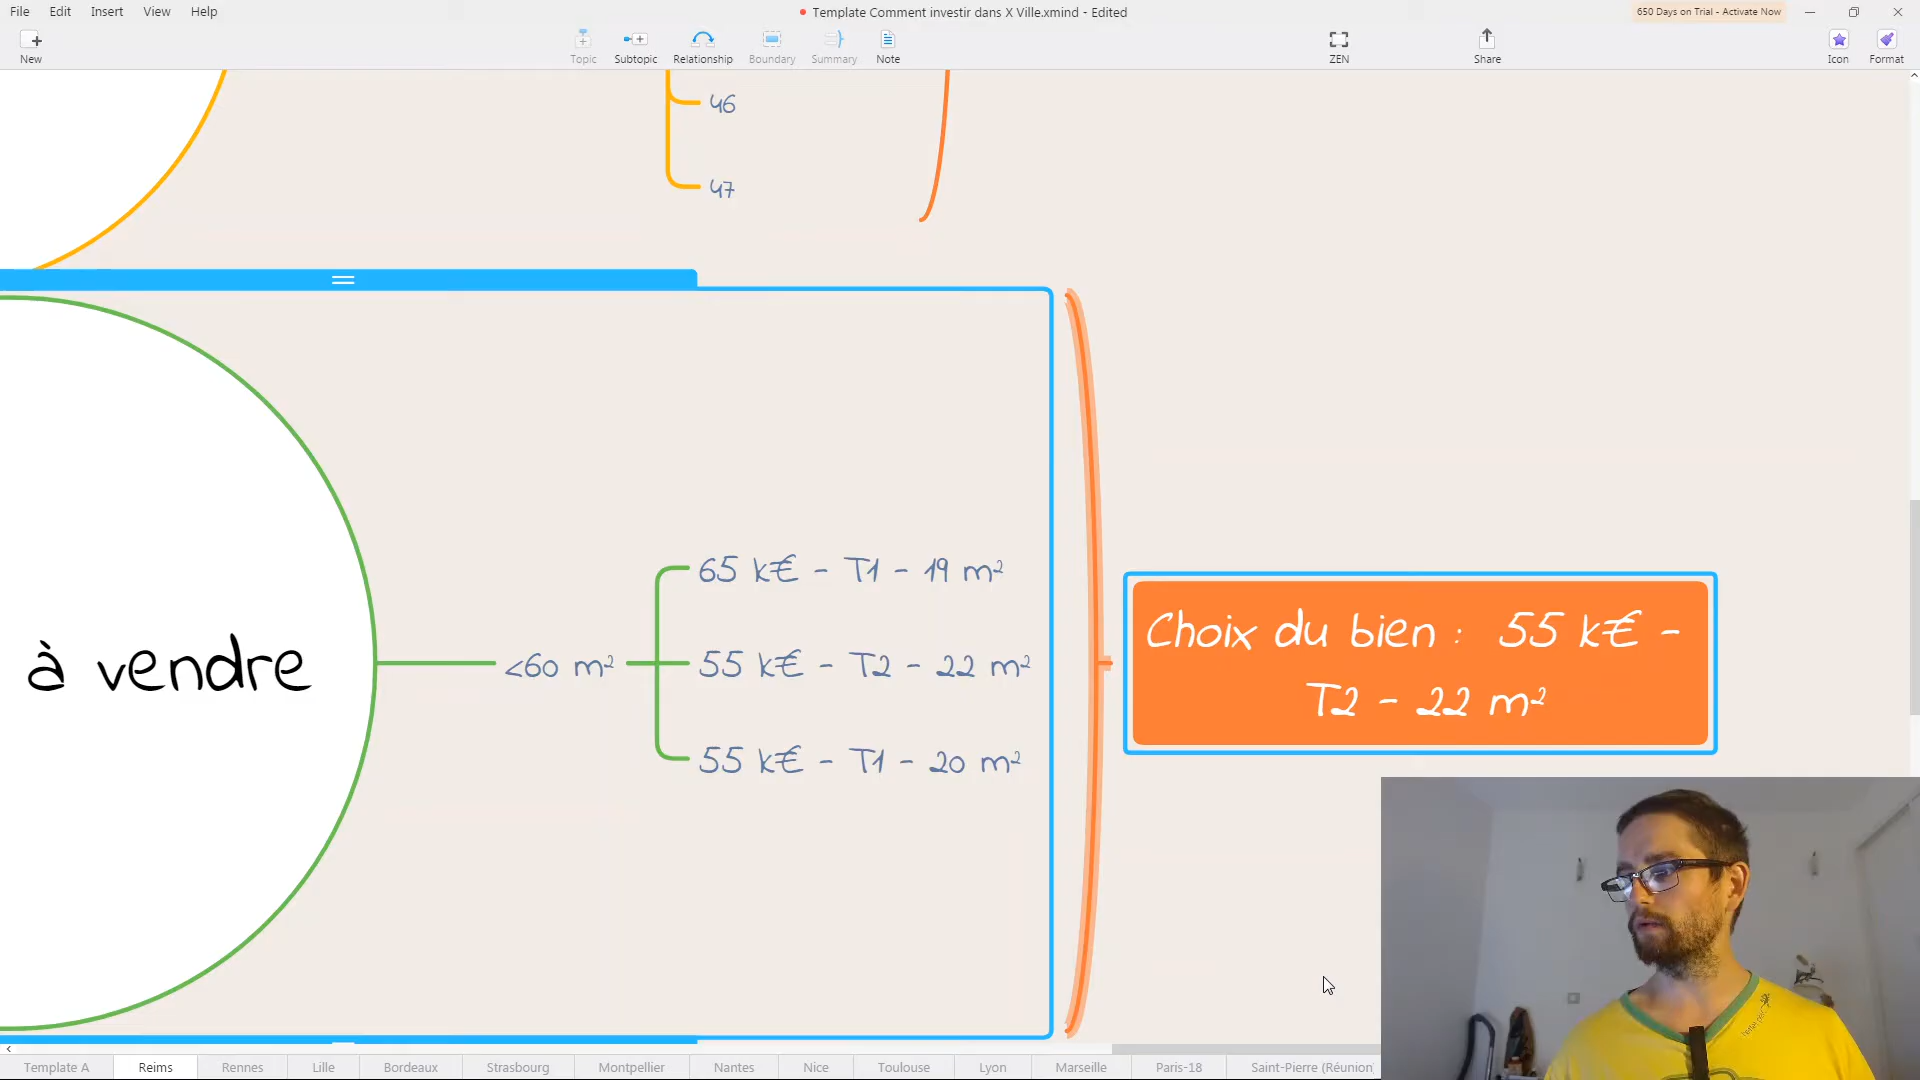 File Edit Insert View Help
Template Comment investir dans X Ville.xmind - Edited
650 Days on Trial - Activate Now
New
Topic Subtopic Relationship Boundary Summary Note
ZEN
Share
Icon Format
46
47
à vendre
<60 m²
65 k€ - T1 - 19 m²
55 k€ - T2 - 22 m²
55 k€ - T1 - 20 m²
Choix du bien : 55 k€ -
T2 - 22 m²
Template A Reims Rennes Lille Bordeaux Strasbourg Montpellier Nantes Nice Toulouse Lyon Marseille Paris-18 Saint-Pierre (Réunion